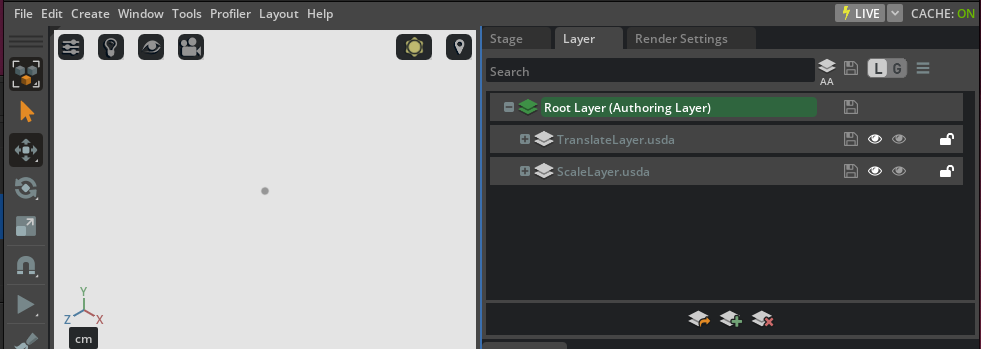 File Edit Create Window Tools Profiler Layout Help
LIVE CACHE: ON
Stage Layer Render Settings
Search
AA
L G
Root Layer (Authoring Layer)
TranslateLayer.usda
ScaleLayer.usda
Y
Z X
cm